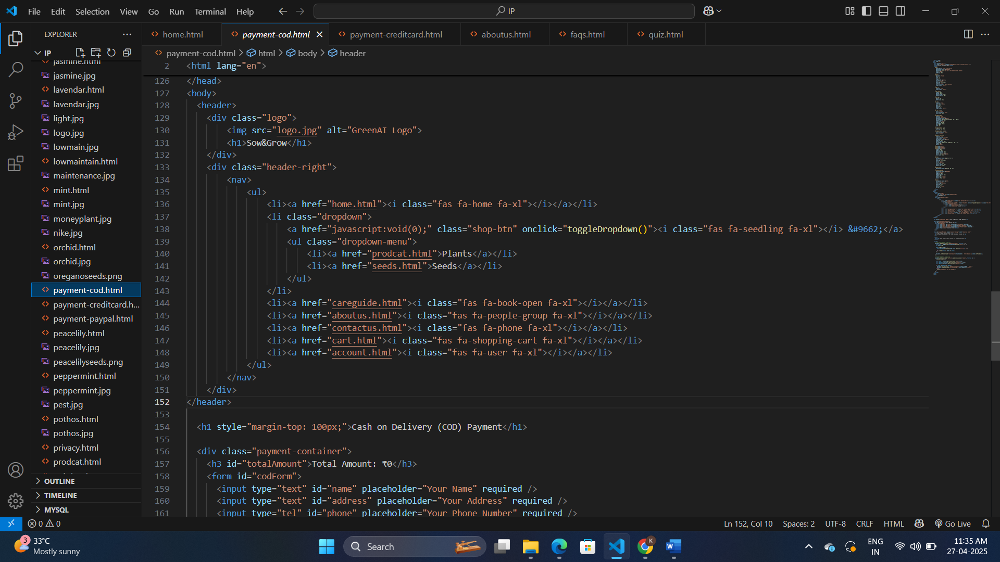 File Edit Selection View Go Run Terminal Help
IP
EXPLORER
home.html
payment-cod.html
payment-creditcard.html
aboutus.html
faqs.html
quiz.html
IP
payment-cod.html > html > body > header
jasmine.html
jasmine.jpg
lavendar.html
lavendar.jpg
light.jpg
logo.jpg
lowmain.jpg
lowmaintain.html
maintenance.jpg
mint.html
mint.jpg
moneyplant.jpg
nike.jpg
orchid.html
orchid.jpg
oreganoseeds.png
payment-cod.html
payment-creditcard.h...
payment-paypal.html
peacelily.html
peacelily.jpg
peacelilyseeds.png
peppermint.html
peppermint.jpg
pest.jpg
pothos.html
pothos.jpg
privacy.html
prodcat.html
OUTLINE
TIMELINE
MYSQL
2 <html lang="en">
126 </head>
127 <body>
128 <header>
129 <div class="logo">
130 <img src="logo.jpg" alt="GreenAI Logo">
131 <h1>Sow&Grow</h1>
132 </div>
133 <div class="header-right">
134 <nav>
135 <ul>
136 <li><a href="home.html"><i class="fas fa-home fa-xl"></i></a></li>
137 <li class="dropdown">
138 <a href="javascript:void(0);" class="shop-btn" onclick="toggleDropdown()"><i class="fas fa-seedling fa-xl"></i> &#9662;</a>
139 <ul class="dropdown-menu">
140 <li><a href="prodcat.html">Plants</a></li>
141 <li><a href="seeds.html">Seeds</a></li>
142 </ul>
143 </li>
144 <li><a href="careguide.html"><i class="fas fa-book-open fa-xl"></i></a></li>
145 <li><a href="aboutus.html"><i class="fas fa-people-group fa-xl"></i></a></li>
146 <li><a href="contactus.html"><i class="fas fa-phone fa-xl"></i></a></li>
147 <li><a href="cart.html"><i class="fas fa-shopping-cart fa-xl"></i></a></li>
148 <li><a href="account.html"><i class="fas fa-user fa-xl"></i></a></li>
149 </ul>
150 </nav>
151 </div>
152 </header>
153
154 <h1 style="margin-top: 100px;">Cash on Delivery (COD) Payment</h1>
155
156 <div class="payment-container">
157 <h3 id="totalAmount">Total Amount: ₹0</h3>
158 <form id="codForm">
159 <input type="text" id="name" placeholder="Your Name" required />
160 <input type="text" id="address" placeholder="Your Address" required />
161 <input type="tel" id="phone" placeholder="Your Phone Number" required />
0 0
Ln 152, Col 10 Spaces: 2 UTF-8 CRLF HTML Go Live
3
33°C
Mostly sunny
Search
K
W
ENG
IN
11:35 AM
27-04-2025